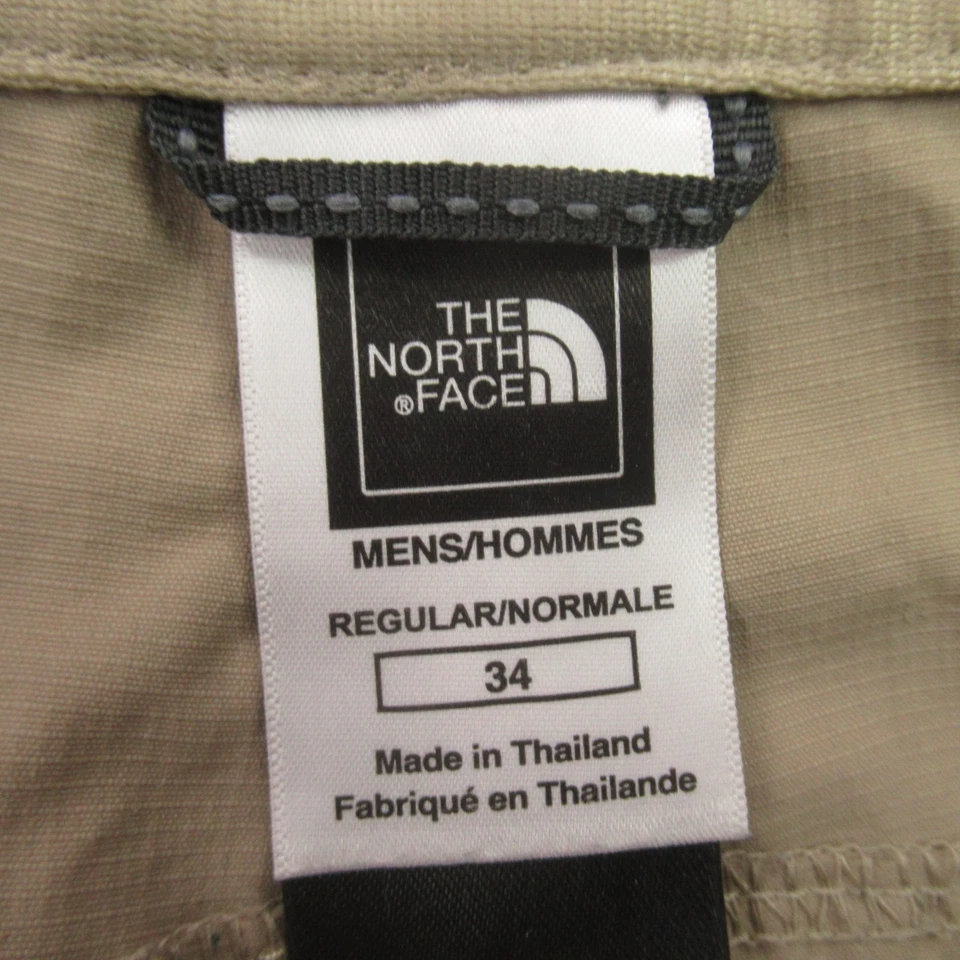 THE
NORTH
®FACE
MENS/HOMMES
REGULAR/NORMALE
34
Made in Thailand
Fabriqué en Thailande